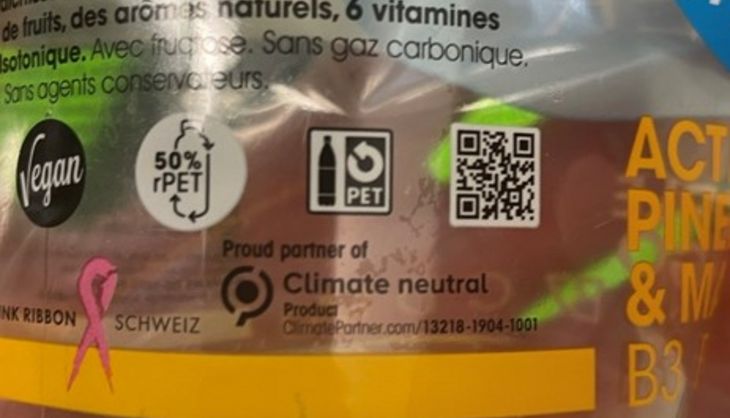 de fruits, des arômes naturels, 6 vitamines
Isotonique. Avec fructose. Sans gaz carbonique.
Sans agents conservateurs.
Vegan
50%
rPET
PET
Proud partner of
Climate neutral
Product
ClimatePartner.com/13218-1904-1001
INK RIBBON SCHWEIZ
ACT
PINE
& M
B3